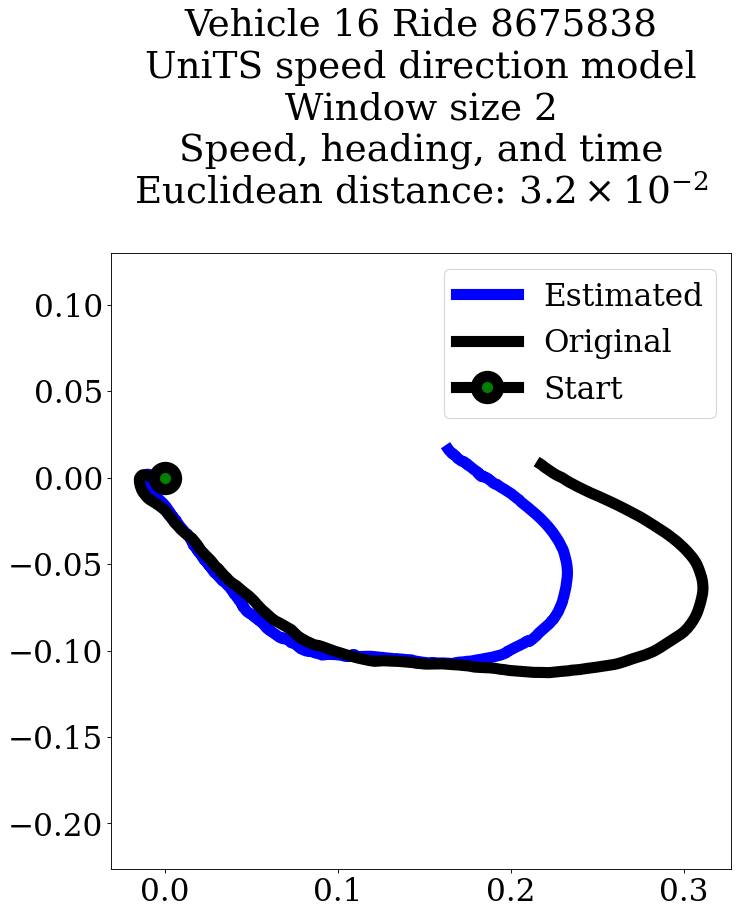 Vehicle 16 Ride 8675838
UniTS speed direction model
Window size 2
Speed, heading, and time
Euclidean distance: 3.2 × 10⁻²
Estimated
Original
Start
0.10
0.05
0.00
−0.05
−0.10
−0.15
−0.20
0.0 0.1 0.2 0.3